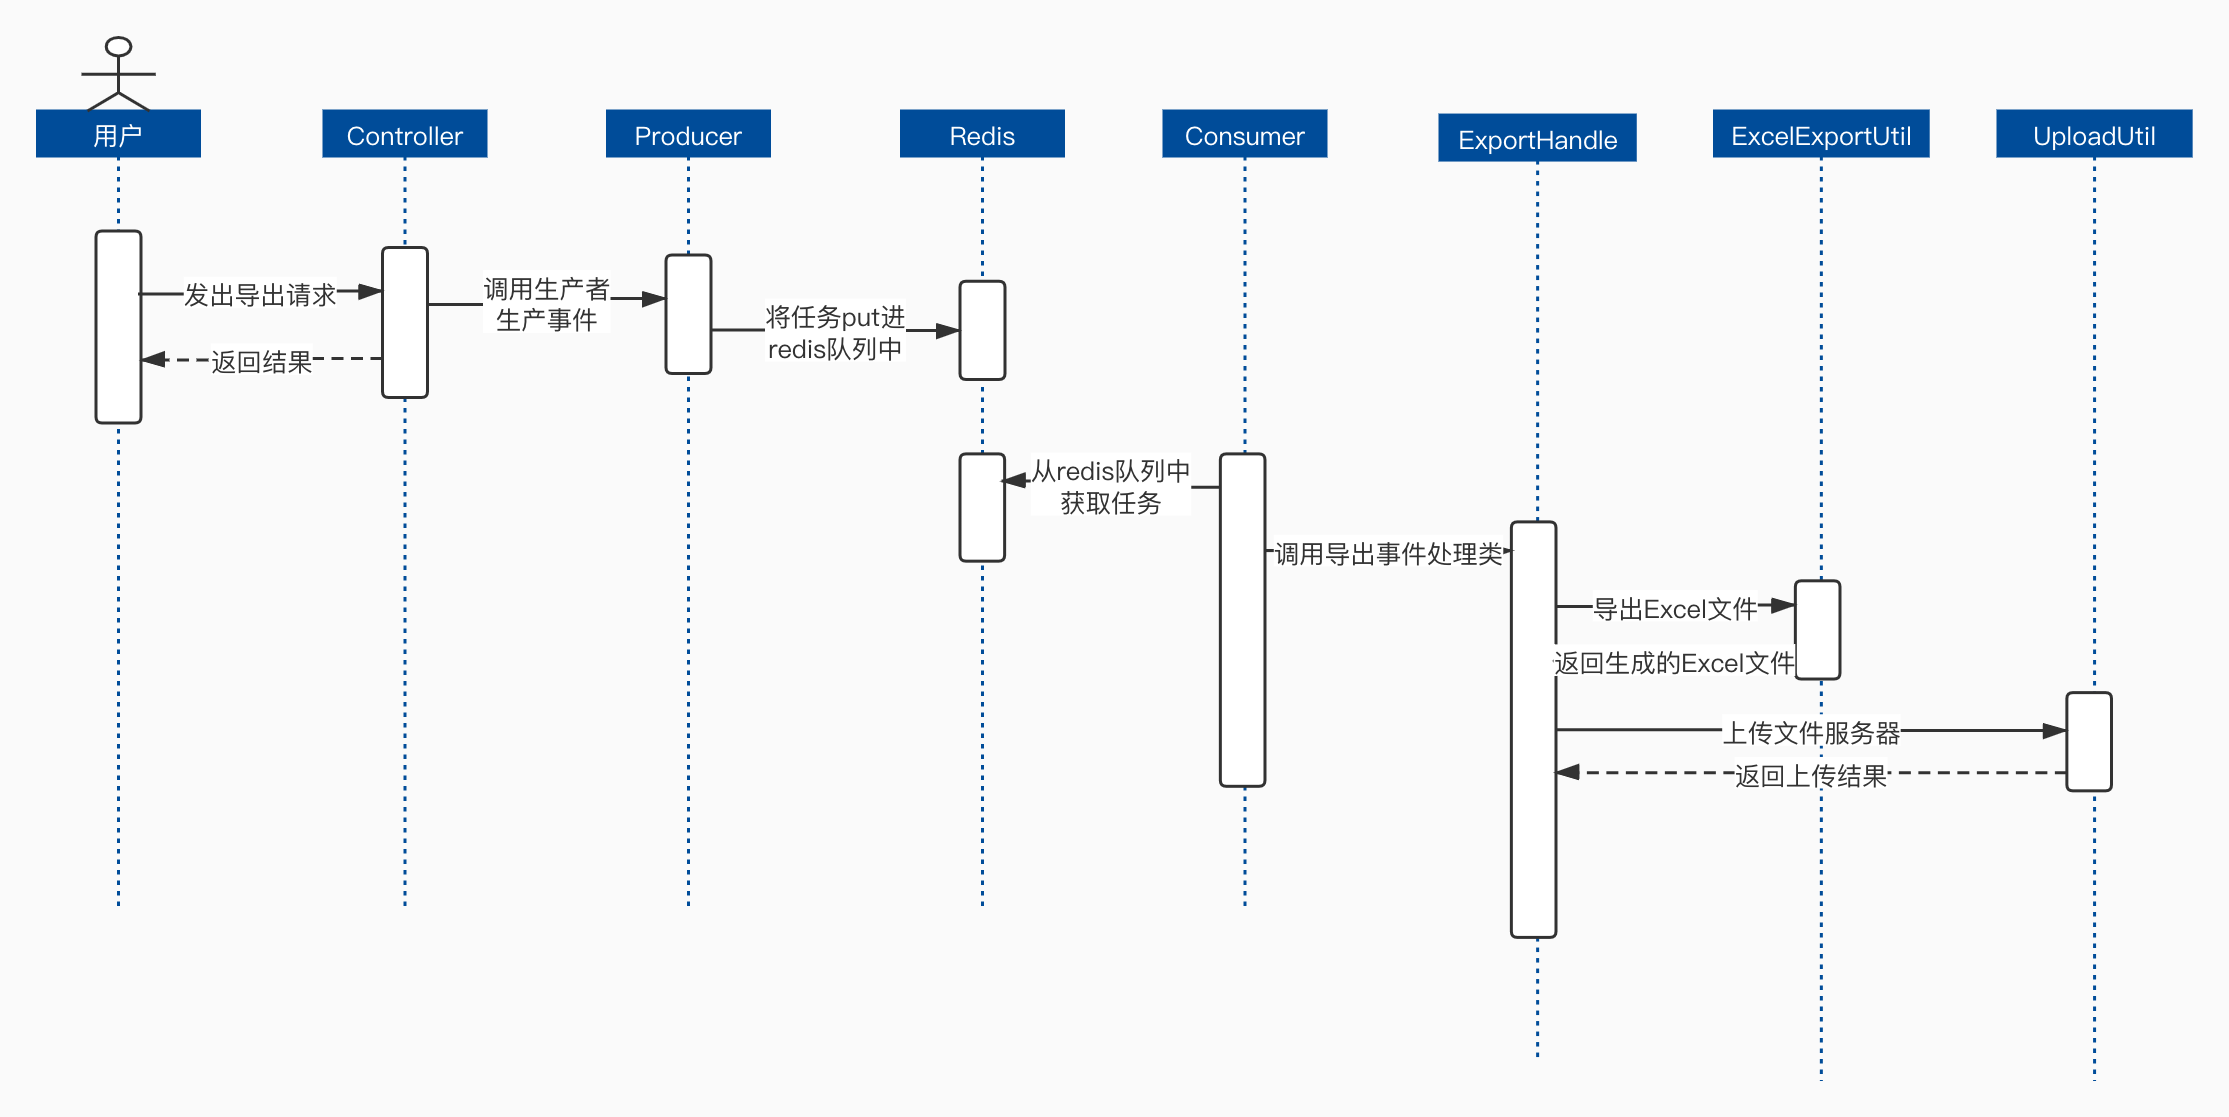 用户
Controller
Producer
Redis
Consumer
ExportHandle
ExcelExportUtil
UploadUtil
发出导出请求
调用生产者
生产事件
将任务put进
redis队列中
返回结果
从redis队列中
获取任务
调用导出事件处理类
导出Excel文件
返回生成的Excel文件
上传文件服务器
返回上传结果